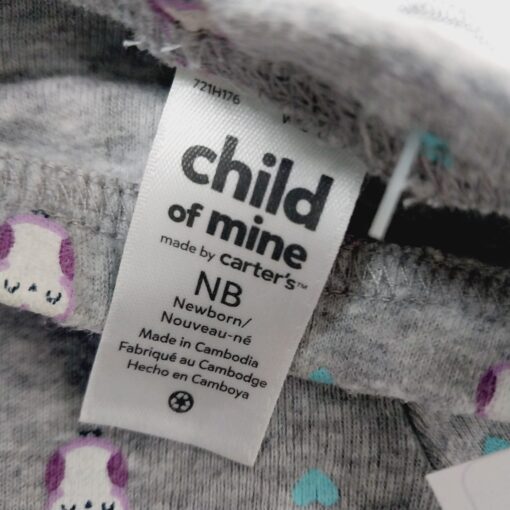 721H176
child
of mine
made by carter's™
NB
Newborn/
Nouveau-né
Made in Cambodia
Fabriqué au Cambodge
Hecho en Camboya